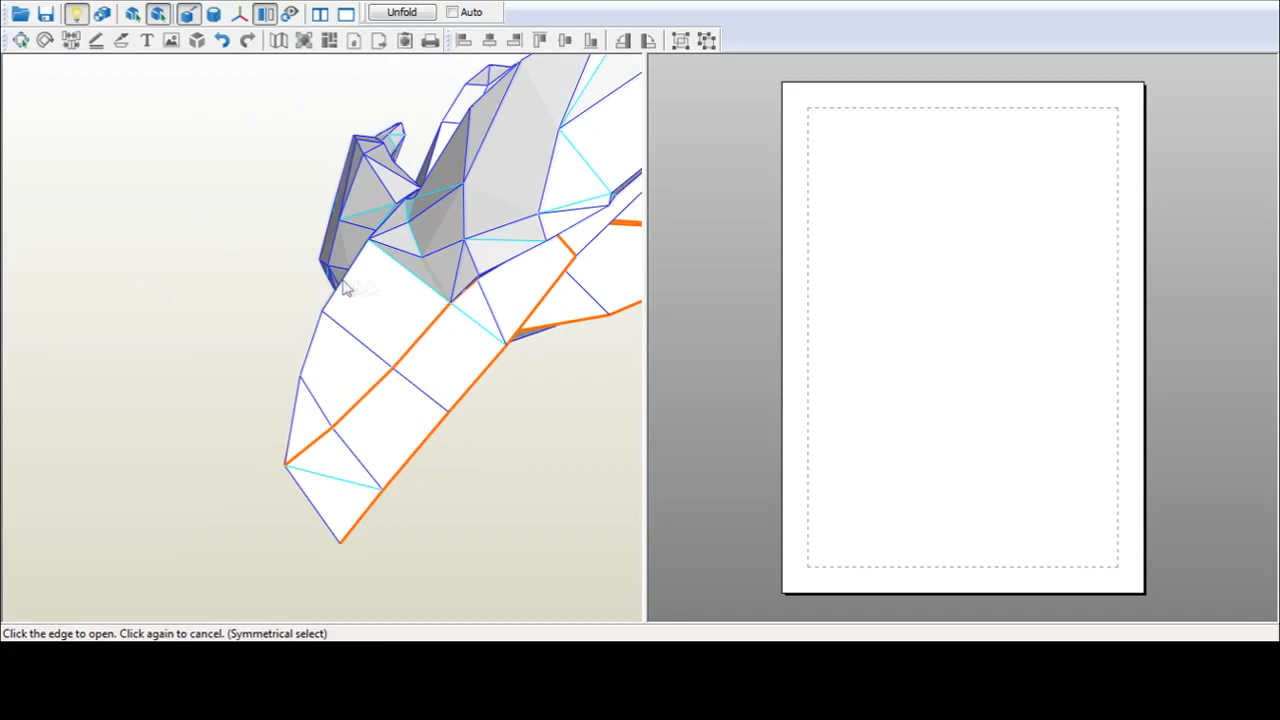 Unfold
Auto
Click the edge to open. Click again to cancel. (Symmetrical select)